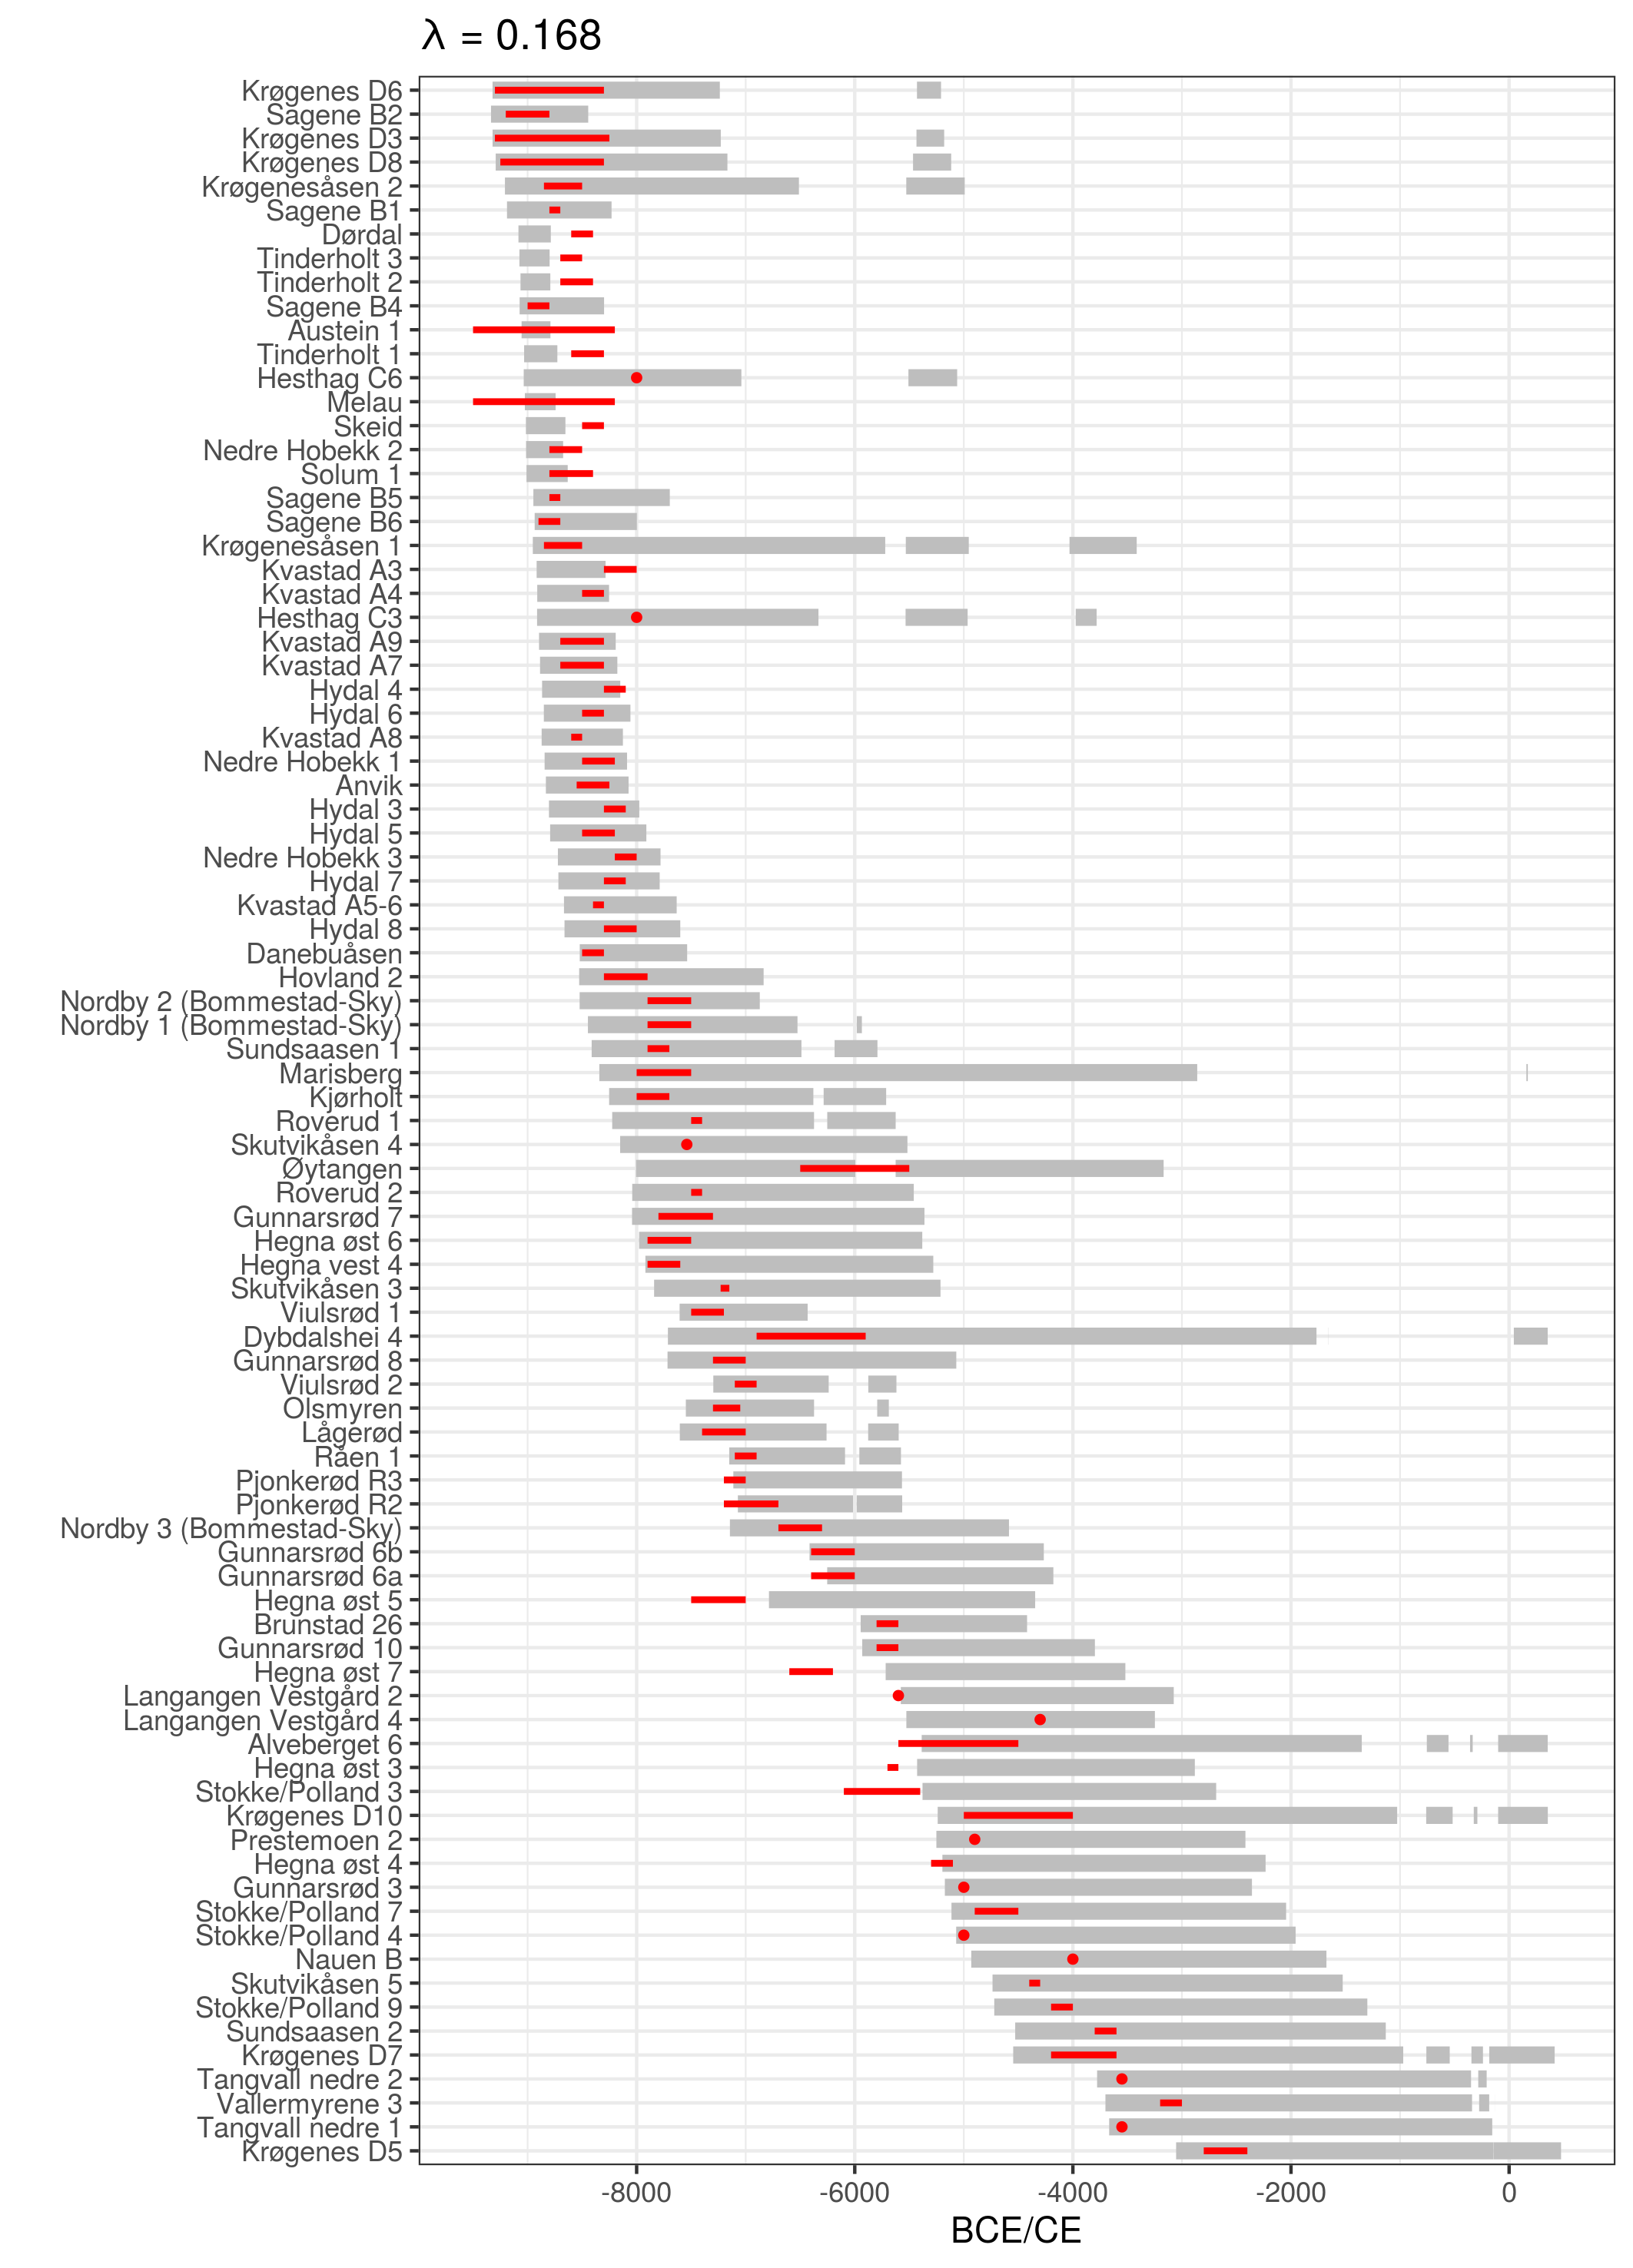 λ = 0.168
Krøgenes D6
Sagene B2
Krøgenes D3
Krøgenes D8
Krøgenesåsen 2
Sagene B1
Dørdal
Tinderholt 3
Tinderholt 2
Sagene B4
Austein 1
Tinderholt 1
Hesthag C6
Melau
Skeid
Nedre Hobekk 2
Solum 1
Sagene B5
Sagene B6
Krøgenesåsen 1
Kvastad A3
Kvastad A4
Hesthag C3
Kvastad A9
Kvastad A7
Hydal 4
Hydal 6
Kvastad A8
Nedre Hobekk 1
Anvik
Hydal 3
Hydal 5
Nedre Hobekk 3
Hydal 7
Kvastad A5-6
Hydal 8
Danebuåsen
Hovland 2
Nordby 2 (Bommestad-Sky)
Nordby 1 (Bommestad-Sky)
Sundsaasen 1
Marisberg
Kjørholt
Roverud 1
Skutvikåsen 4
Øytangen
Roverud 2
Gunnarsrød 7
Hegna øst 6
Hegna vest 4
Skutvikåsen 3
Viulsrød 1
Dybdalshei 4
Gunnarsrød 8
Viulsrød 2
Olsmyren
Lågerød
Råen 1
Pjonkerød R3
Pjonkerød R2
Nordby 3 (Bommestad-Sky)
Gunnarsrød 6b
Gunnarsrød 6a
Hegna øst 5
Brunstad 26
Gunnarsrød 10
Hegna øst 7
Langangen Vestgård 2
Langangen Vestgård 4
Alveberget 6
Hegna øst 3
Stokke/Polland 3
Krøgenes D10
Prestemoen 2
Hegna øst 4
Gunnarsrød 3
Stokke/Polland 7
Stokke/Polland 4
Nauen B
Skutvikåsen 5
Stokke/Polland 9
Sundsaasen 2
Krøgenes D7
Tangvall nedre 2
Vallermyrene 3
Tangvall nedre 1
Krøgenes D5
-8000 -6000 -4000 -2000 0
BCE/CE